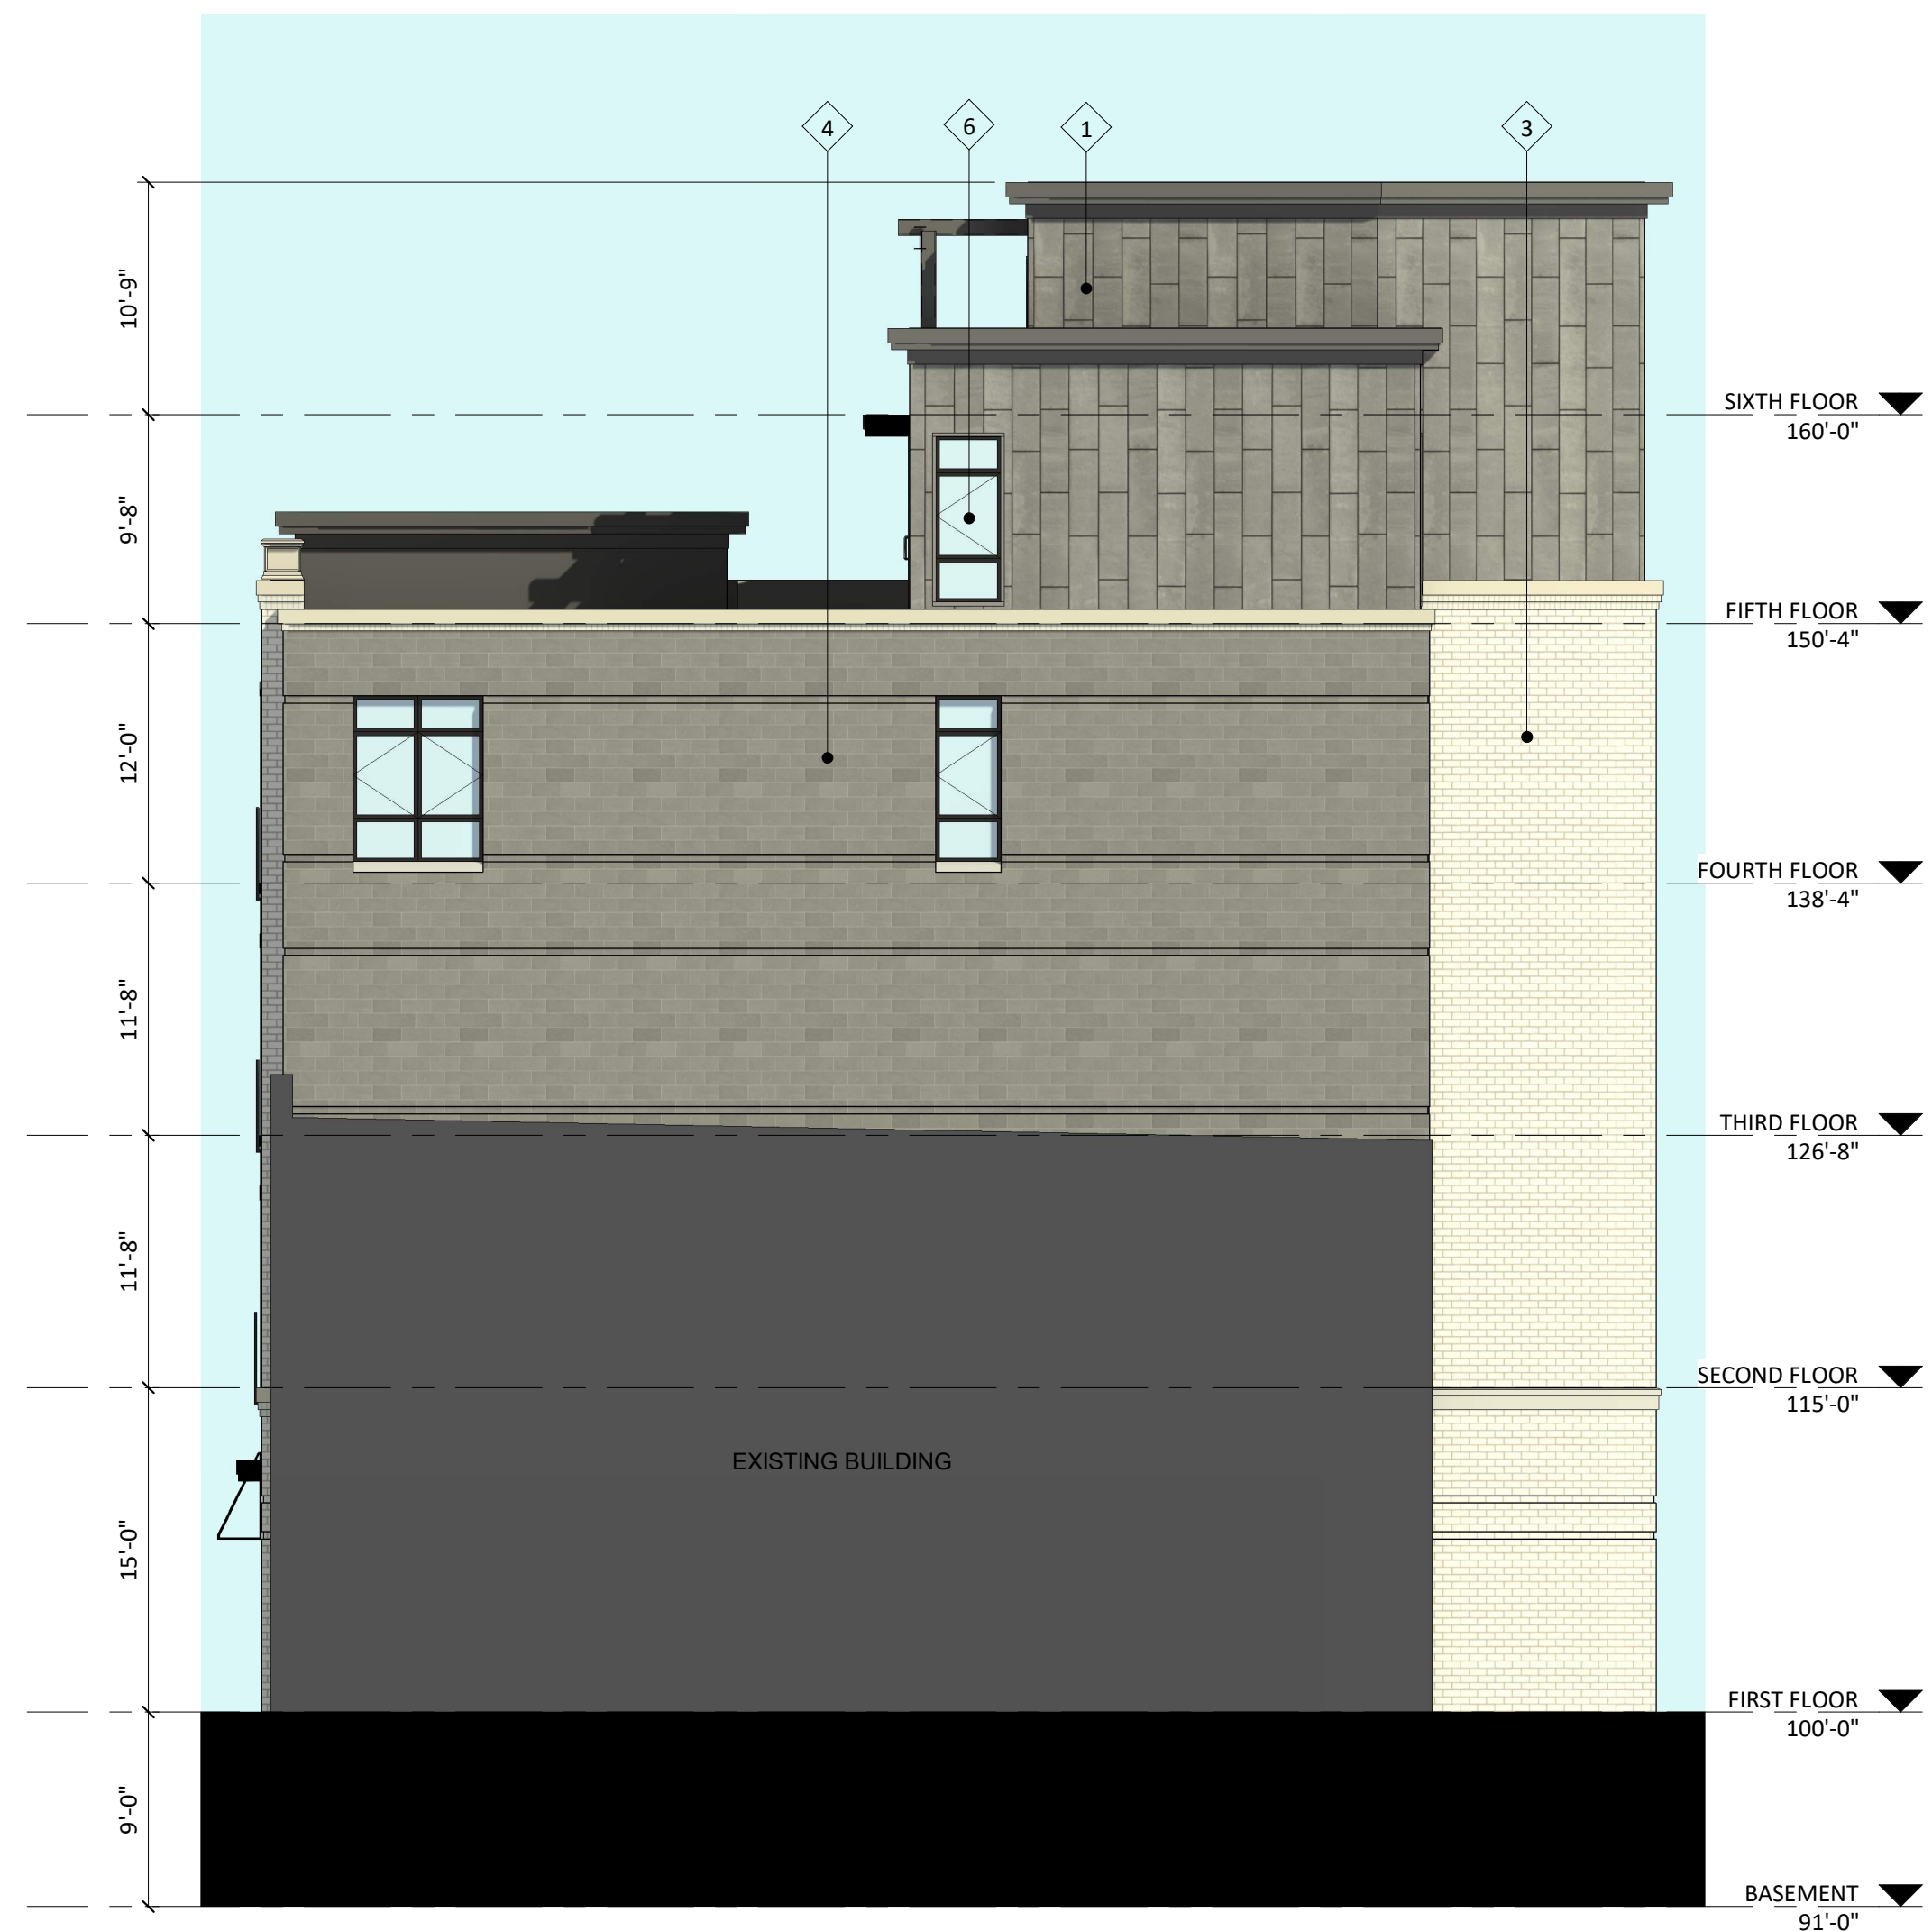 4
6
1
3
10'-9"
SIXTH FLOOR
160'-0"
9'-8"
FIFTH FLOOR
150'-4"
12'-0"
FOURTH FLOOR
138'-4"
11'-8"
THIRD FLOOR
126'-8"
11'-8"
SECOND FLOOR
115'-0"
EXISTING BUILDING
15'-0"
FIRST FLOOR
100'-0"
9'-0"
BASEMENT
91'-0"